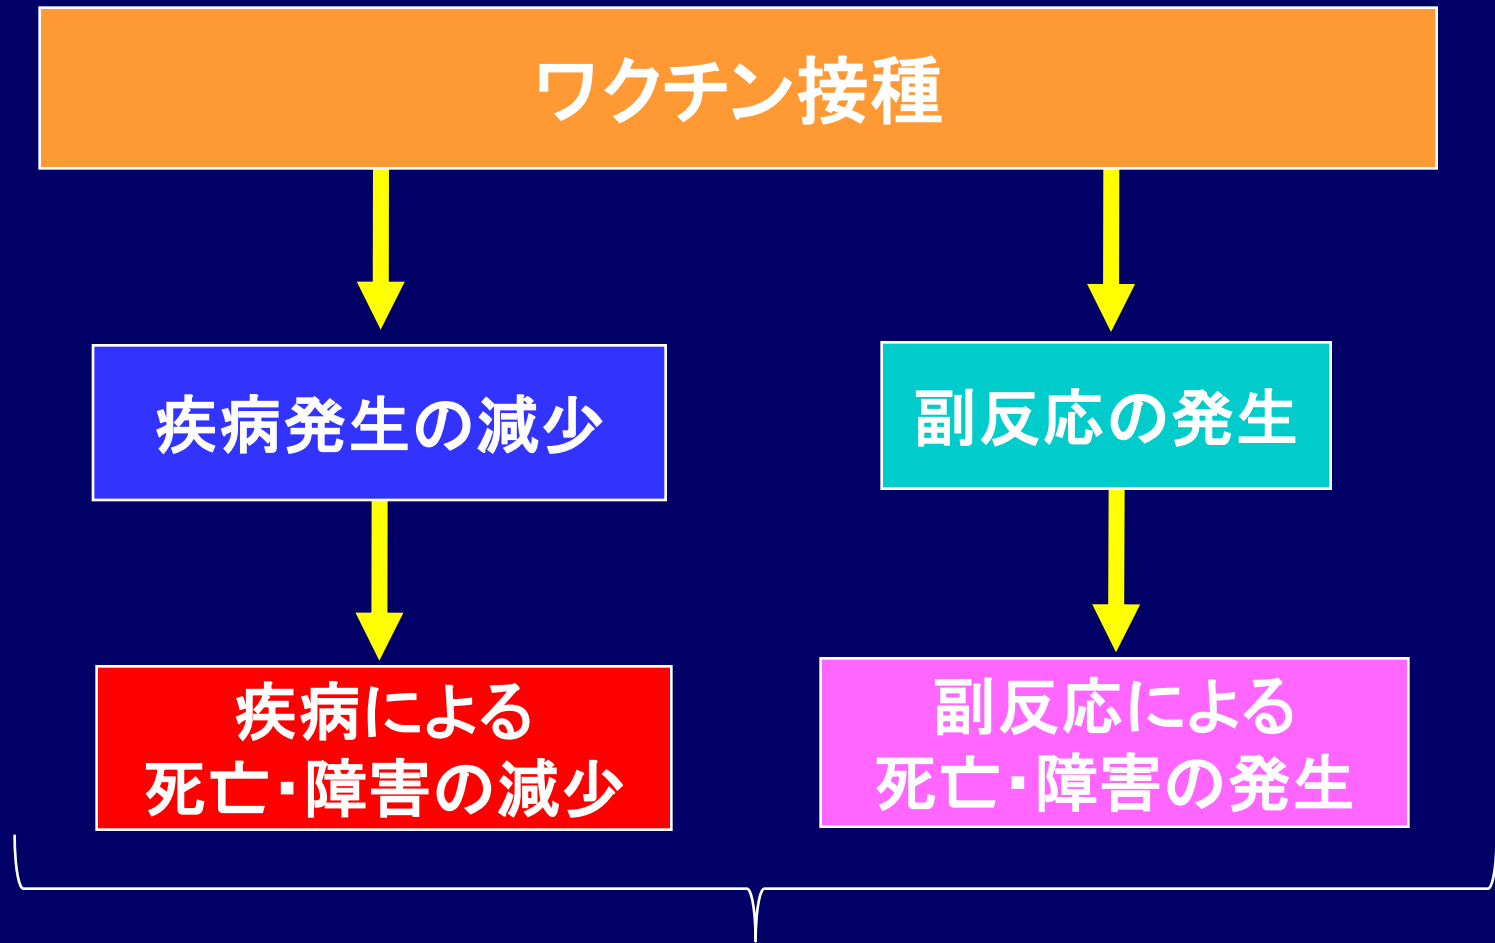 ワクチン接種
疾病発生の減少
副反応の発生
疾病による
死亡・障害の減少
副反応による
死亡・障害の発生